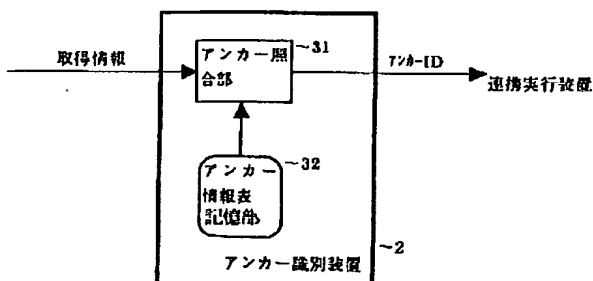 取得情報
アンカー照
合部
~31
アンカーID
連携実行装置
アンカー
情報表
記憶部
~32
~2
アンカー識別装置